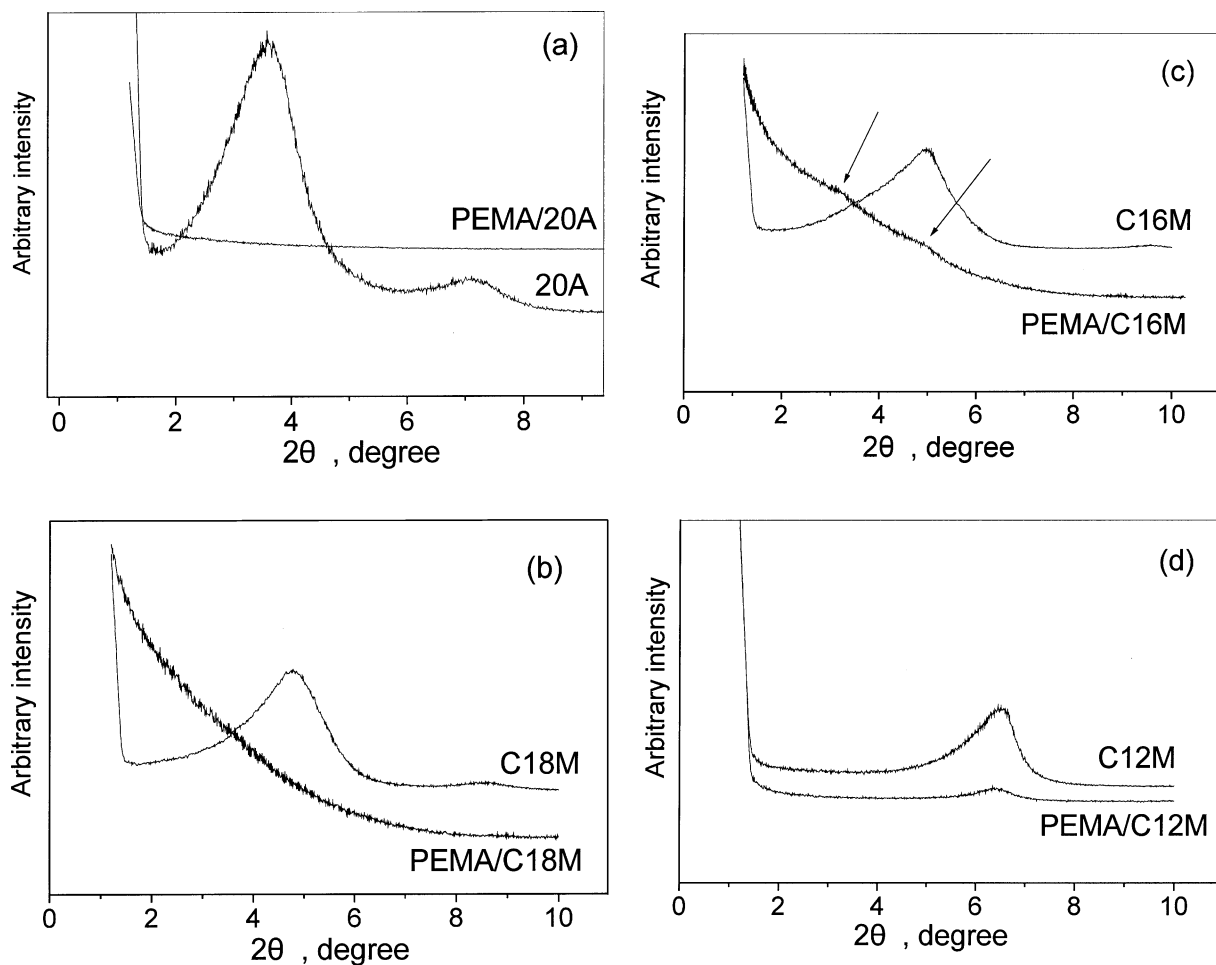 (a)
Arbitrary intensity
PEMA/20A
20A
0 2 4 6 8
2θ , degree
(c)
Arbitrary intensity
C16M
PEMA/C16M
0 2 4 6 8 10
2θ , degree
(b)
Arbitrary intensity
C18M
PEMA/C18M
0 2 4 6 8 10
2θ , degree
(d)
Arbitrary intensity
C12M
PEMA/C12M
0 2 4 6 8 10
2θ , degree